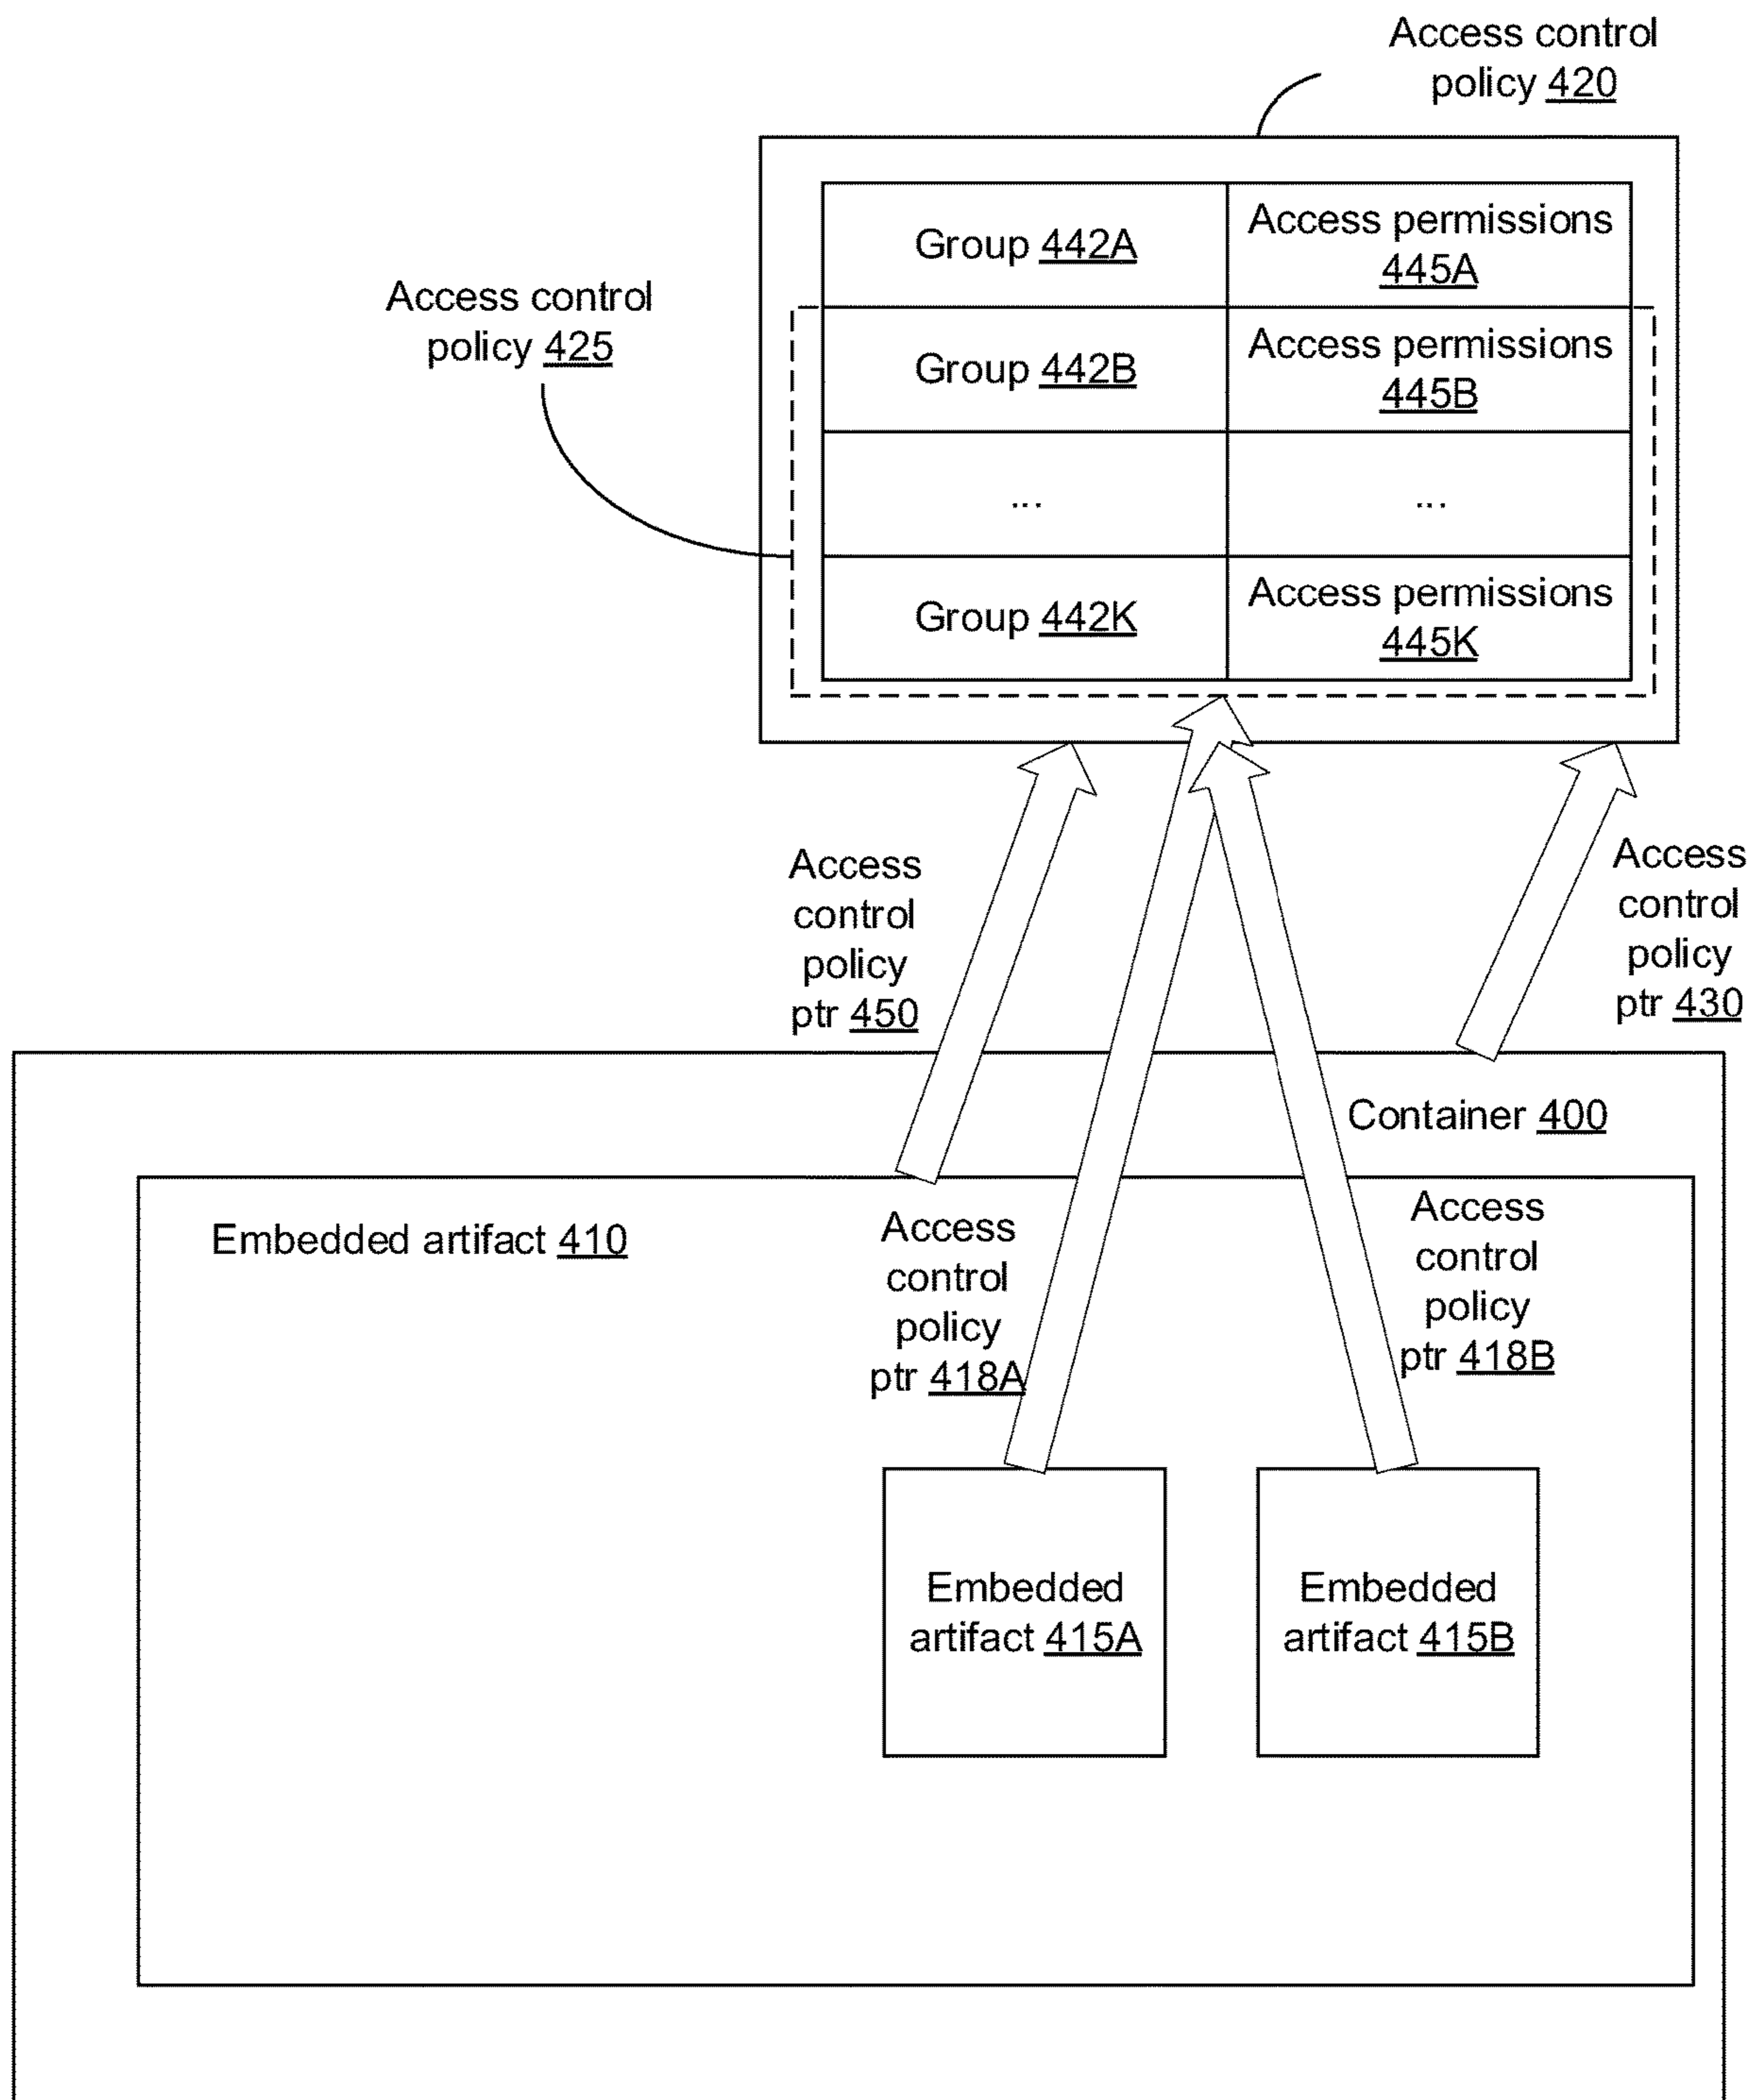 Access control
policy 420
Group 442A
Access permissions
445A
Access control
policy 425
Group 442B
Access permissions
445B
...
...
Group 442K
Access permissions
445K
Access
control
policy
ptr 450
Access
control
policy
ptr 430
Container 400
Embedded artifact 410
Access
control
policy
ptr 418A
Access
control
policy
ptr 418B
Embedded
artifact 415A
Embedded
artifact 415B